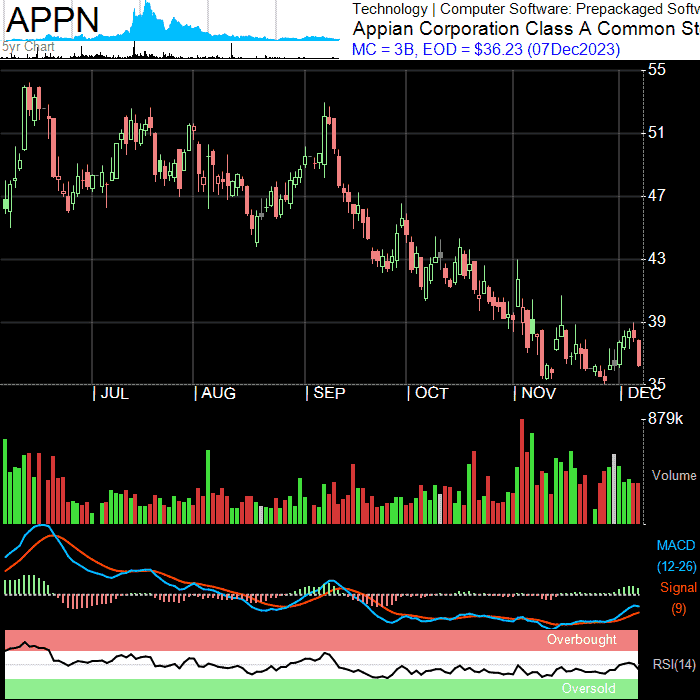 APPN
5yr Chart
Technology | Computer Software: Prepackaged Softw
Appian Corporation Class A Common St
MC = 3B, EOD = $36.23 (07Dec2023)
55
51
47
43
39
35
JUL
AUG
SEP
OCT
NOV
DEC
879k
Volume
MACD
(12-26)
Signal
(9)
Overbought
RSI(14)
Oversold